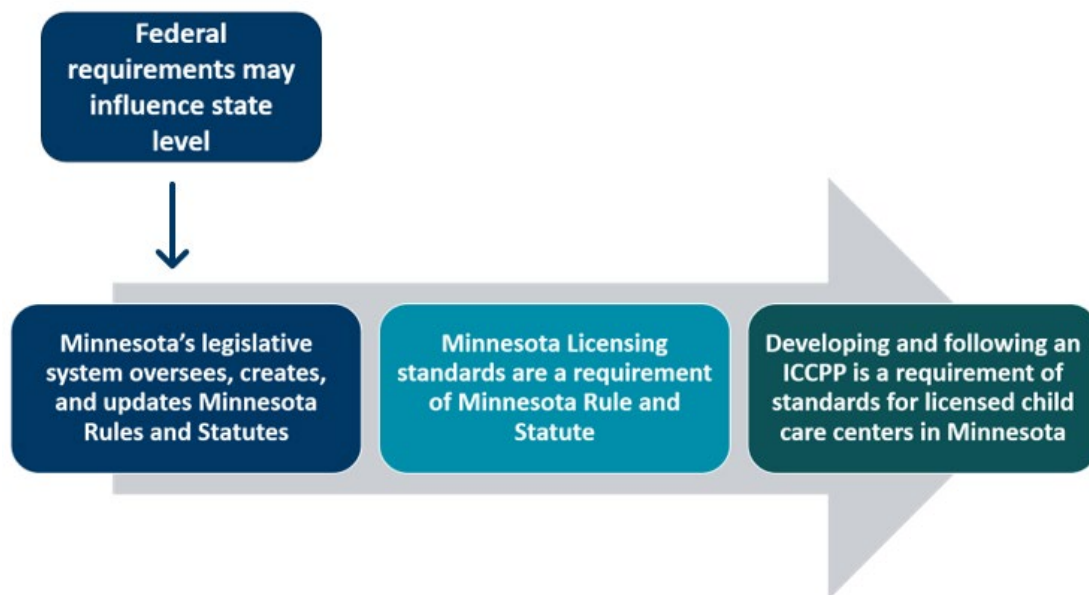 Federal
requirements may
influence state
level
Minnesota’s legislative
system oversees, creates,
and updates Minnesota
Rules and Statutes
Minnesota Licensing
standards are a requirement
of Minnesota Rule and
Statute
Developing and following an
ICCPP is a requirement of
standards for licensed child
care centers in Minnesota